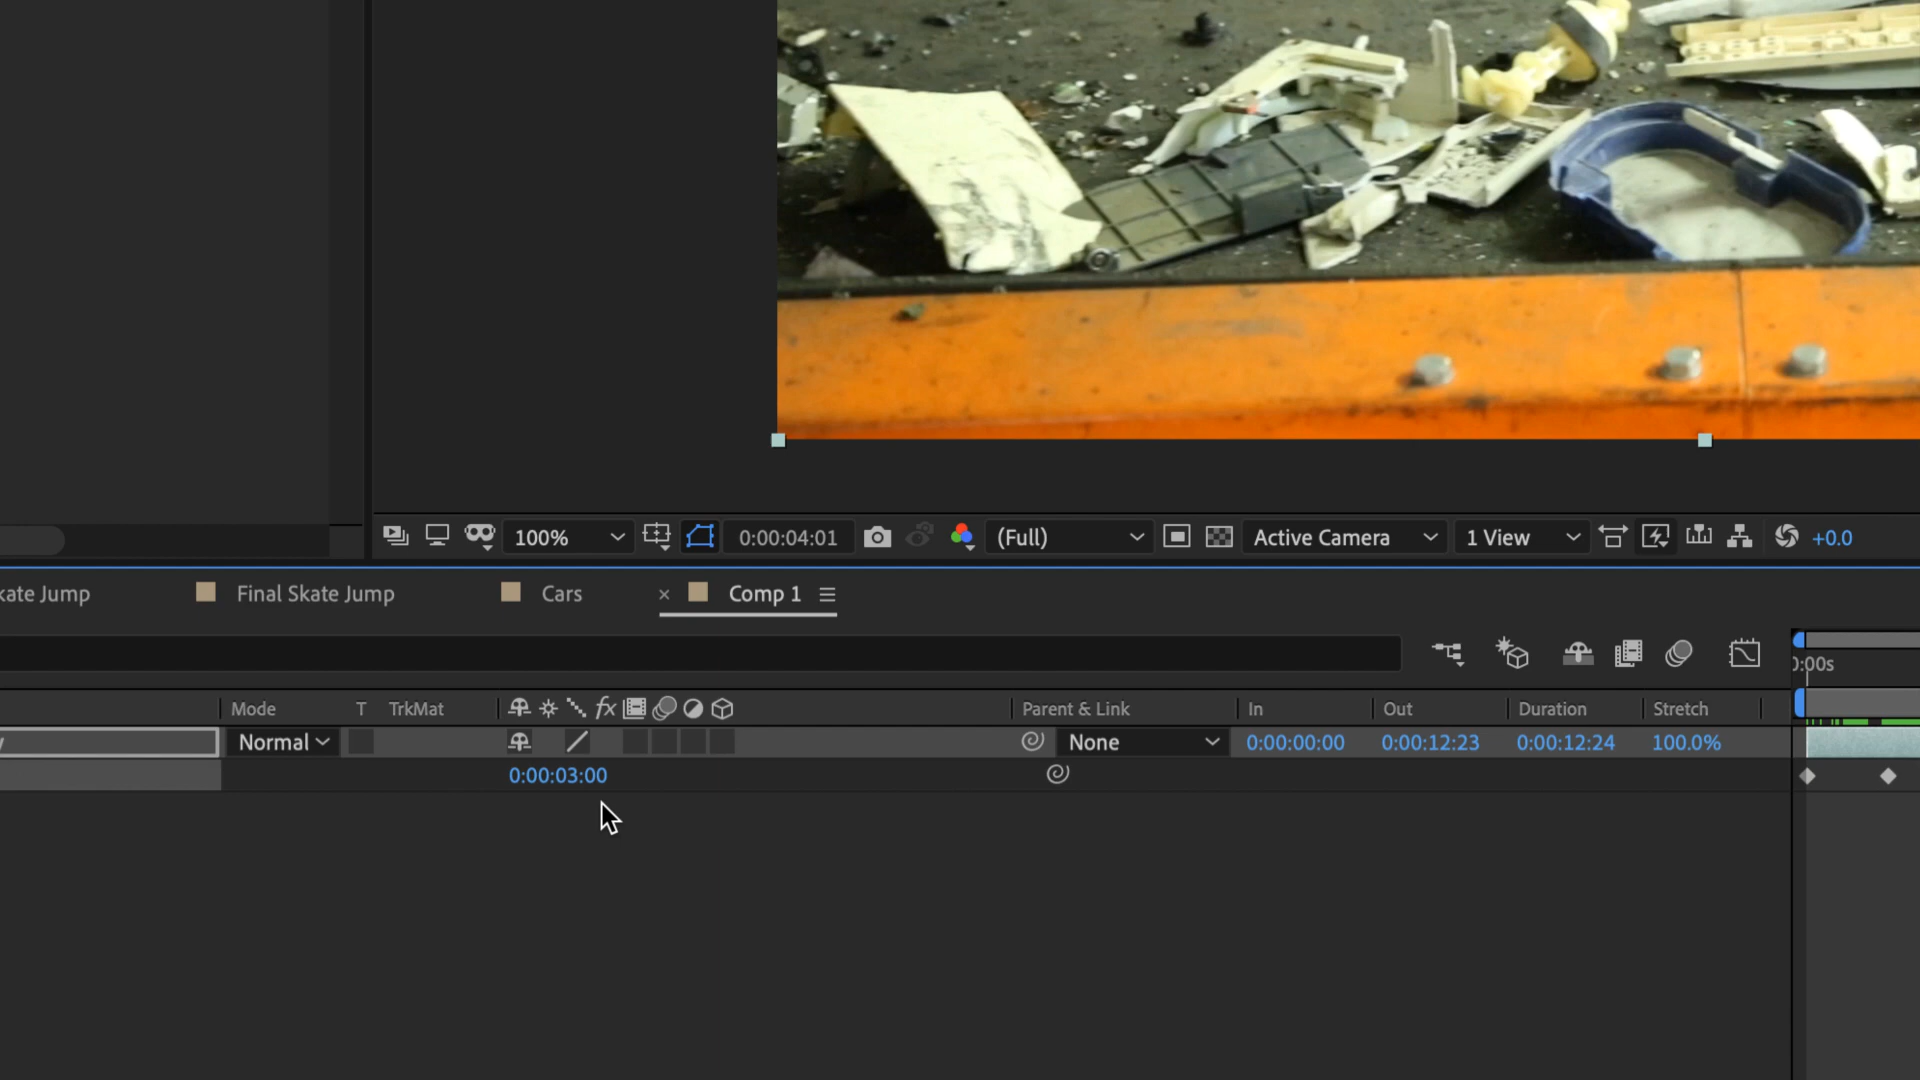 100%
0:00:04:01
(Full)
Active Camera
1 View
+0.0
kate Jump
Final Skate Jump
Cars
× Comp 1
0:00s
Mode
T
TrkMat
fx
Parent & Link
In
Out
Duration
Stretch
y
Normal
None
0:00:00:00
0:00:12:23
0:00:12:24
100.0%
0:00:03:00